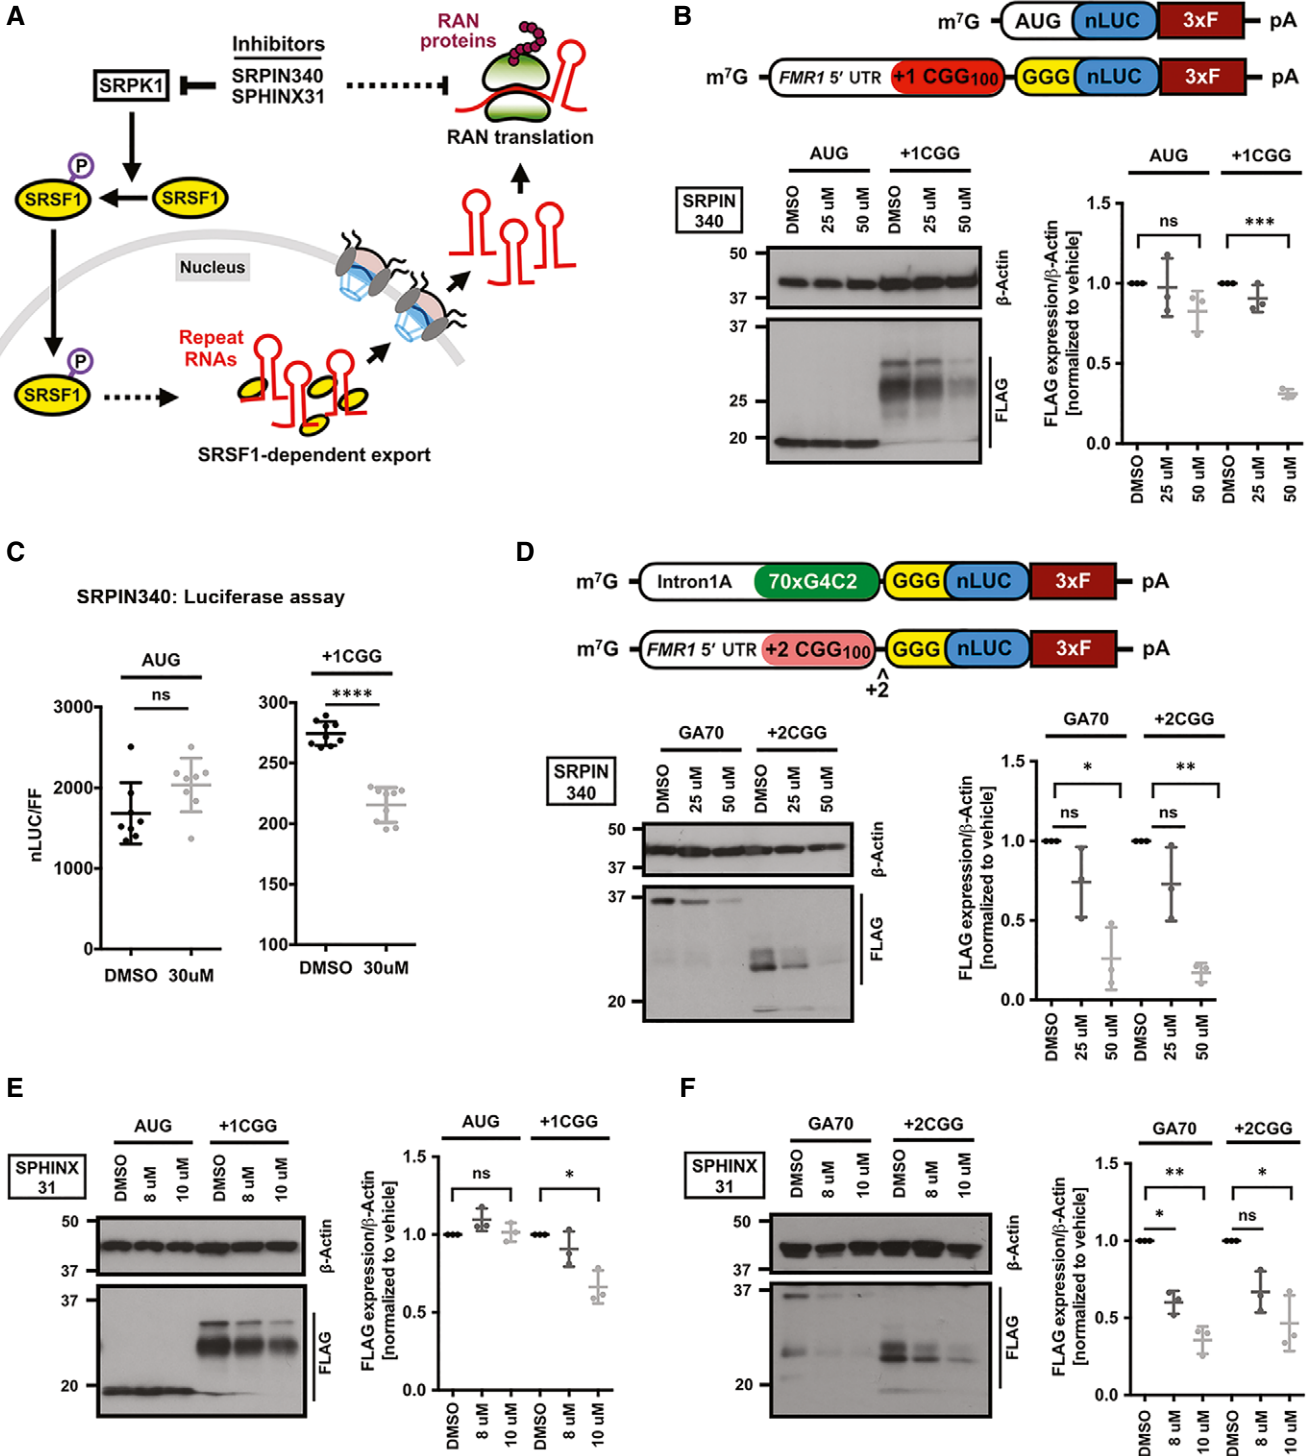 A
Inhibitors
SRPIN340
SPHINX31
SRPK1
RAN
proteins
RAN translation
P
SRSF1
SRSF1
Nucleus
P
SRSF1
Repeat
RNAs
SRSF1-dependent export
B
m7G AUG nLUC 3xF pA
m7G FMR1 5′ UTR +1 CGG100 GGG nLUC 3xF pA
AUG +1CGG
SRPIN
340
DMSO 25 uM 50 uM DMSO 25 uM 50 uM
50
37
β-Actin
37
25
20
FLAG
AUG +1CGG
ns ***
1.5
1.0
0.5
0.0
FLAG expression/β-Actin
[normalized to vehicle]
DMSO 25 uM 50 uM DMSO 25 uM 50 uM
C
SRPIN340: Luciferase assay
AUG
ns
3000
2000
1000
0
nLUC/FF
DMSO 30uM
+1CGG
****
300
250
200
150
100
DMSO 30uM
D
m7G Intron1A 70xG4C2 GGG nLUC 3xF pA
m7G FMR1 5′ UTR +2 CGG100 GGG nLUC 3xF pA
^
+2
GA70 +2CGG
SRPIN
340
DMSO 25 uM 50 uM DMSO 25 uM 50 uM
50
37
β-Actin
37
20
FLAG
GA70 +2CGG
* **
ns ns
1.5
1.0
0.5
0.0
FLAG expression/β-Actin
[normalized to vehicle]
DMSO 25 uM 50 uM DMSO 25 uM 50 uM
E
AUG +1CGG
SPHINX
31
DMSO 8 uM 10 uM DMSO 8 uM 10 uM
50
37
β-Actin
37
20
FLAG
AUG +1CGG
ns *
1.5
1.0
0.5
0.0
FLAG expression/β-Actin
[normalized to vehicle]
DMSO 8 uM 10 uM DMSO 8 uM 10 uM
F
GA70 +2CGG
SPHINX
31
DMSO 8 uM 10 uM DMSO 8 uM 10 uM
50
37
β-Actin
37
20
FLAG
GA70 +2CGG
** *
* ns
1.5
1.0
0.5
0.0
FLAG expression/β-Actin
[normalized to vehicle]
DMSO 8 uM 10 uM DMSO 8 uM 10 uM